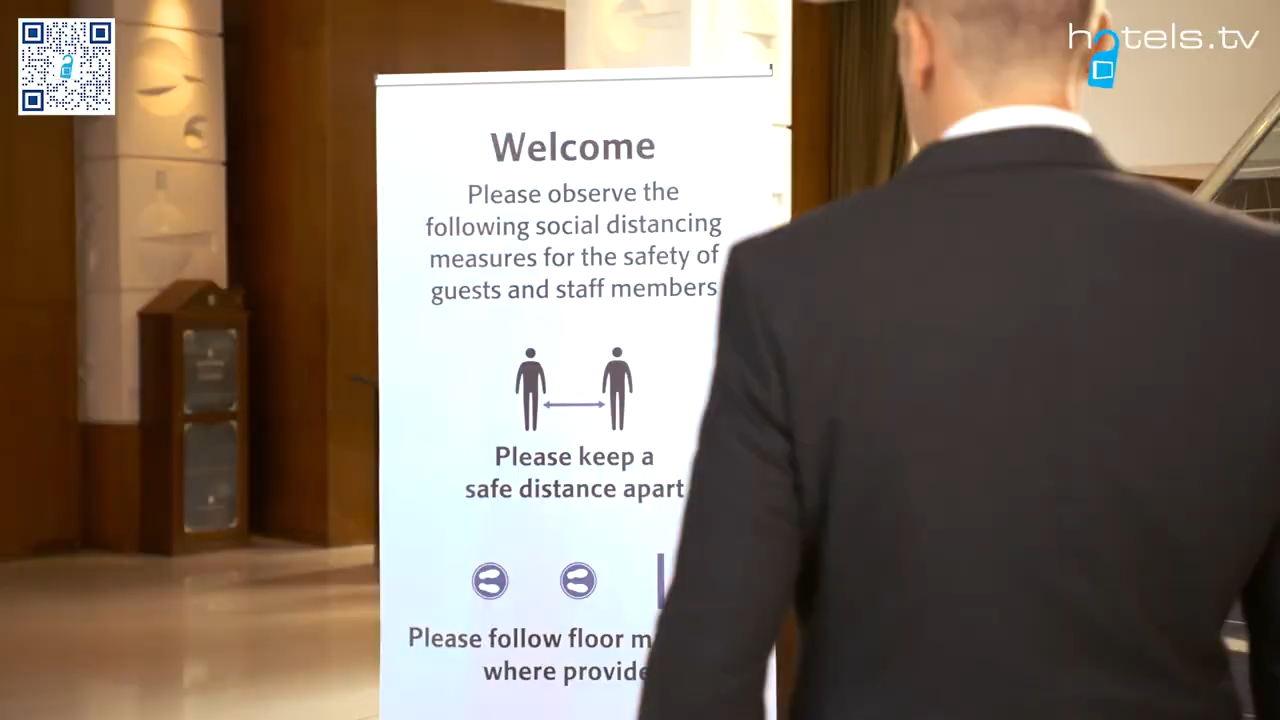 hotels.tv
Welcome
Please observe the
following social distancing
measures for the safety of
guests and staff members
Please keep a
safe distance apart
Please follow floor m
where provide